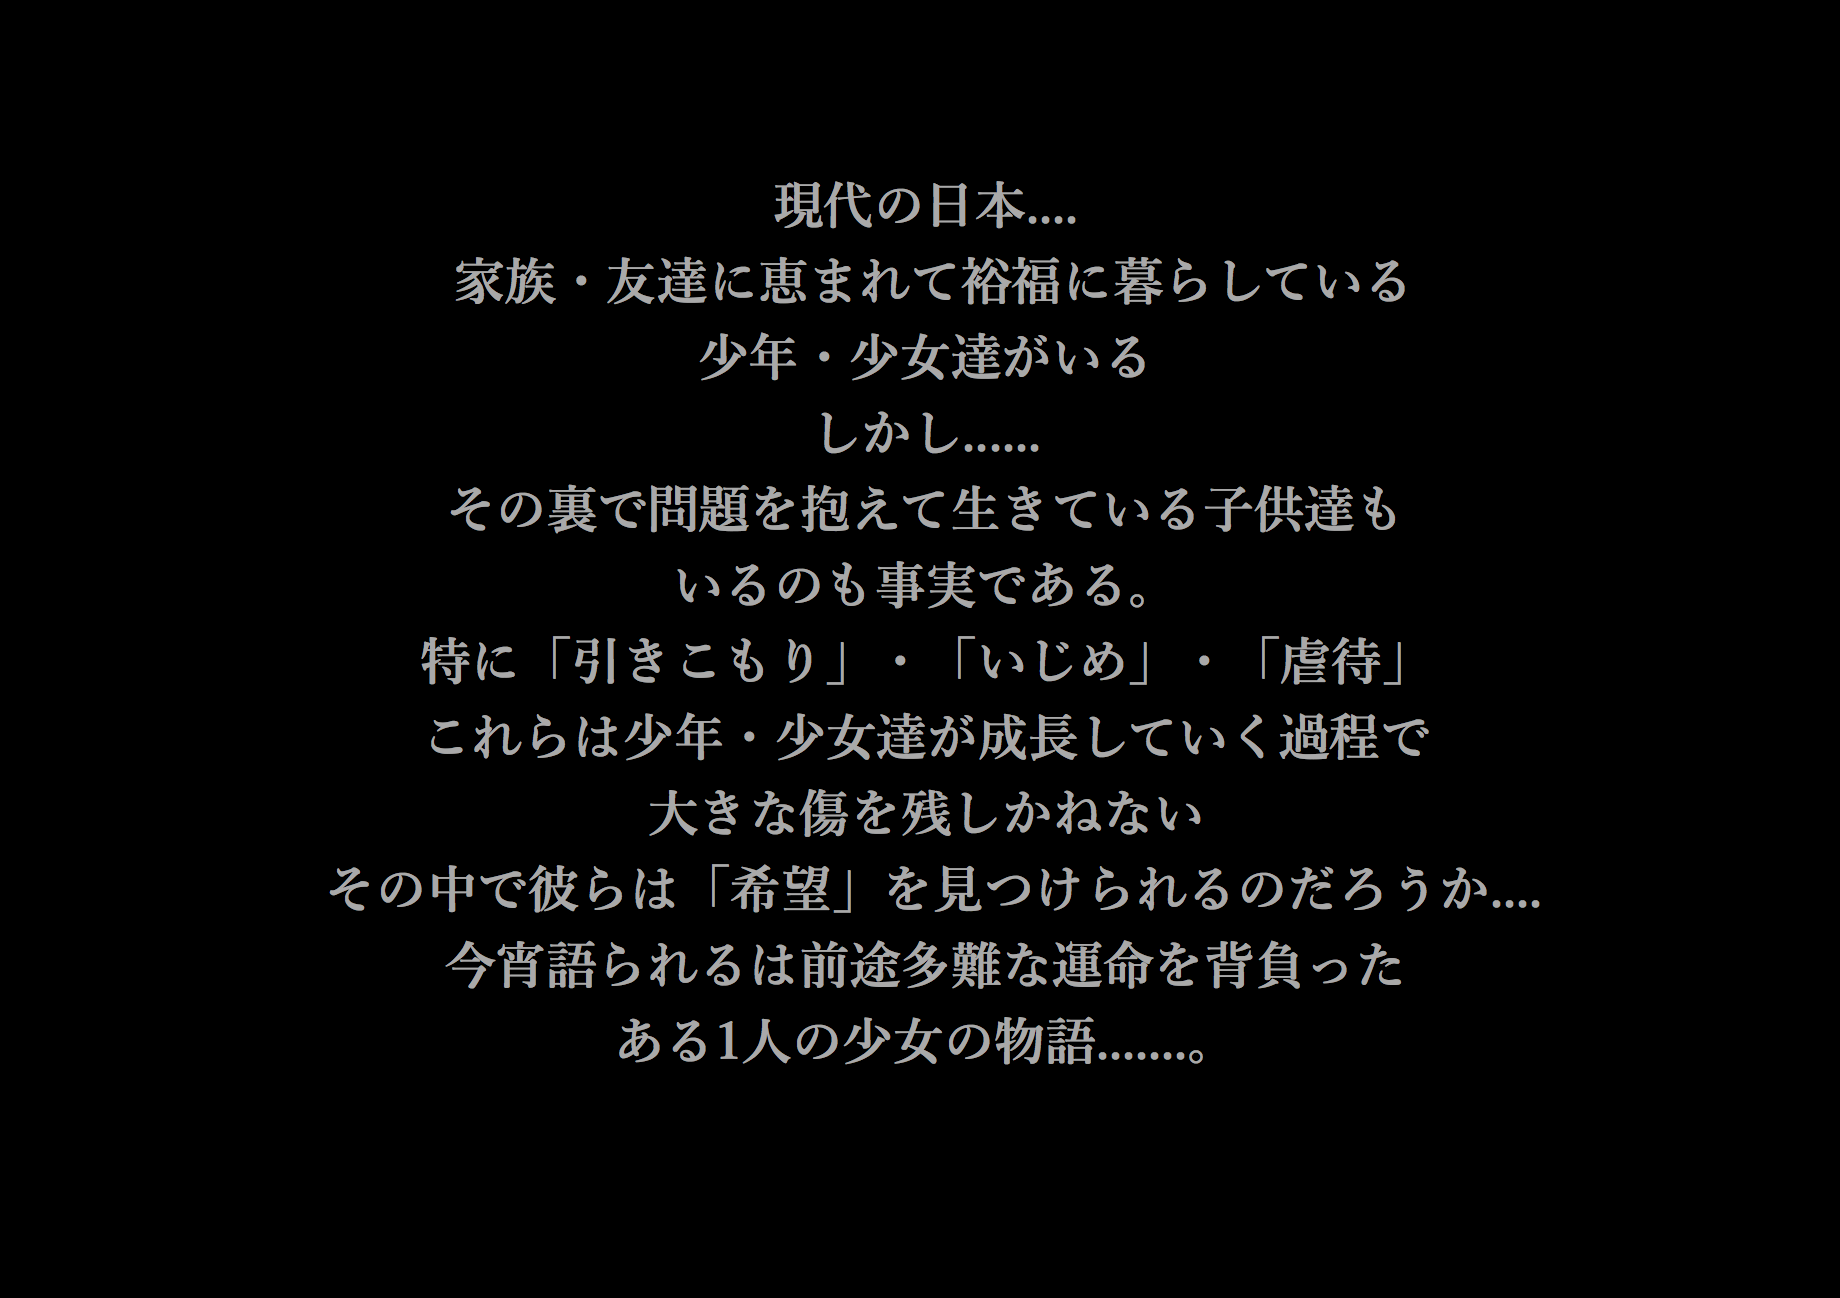 現代の日本....
家族・友達に恵まれて裕福に暮らしている
少年・少女達がいる
しかし......
その裏で問題を抱えて生きている子供達も
いるのも事実である。
特に「引きこもり」・「いじめ」・「虐待」
これらは少年・少女達が成長していく過程で
大きな傷を残しかねない
その中で彼らは「希望」を見つけられるのだろうか....
今宵語られるは前途多難な運命を背負った
ある1人の少女の物語.......。